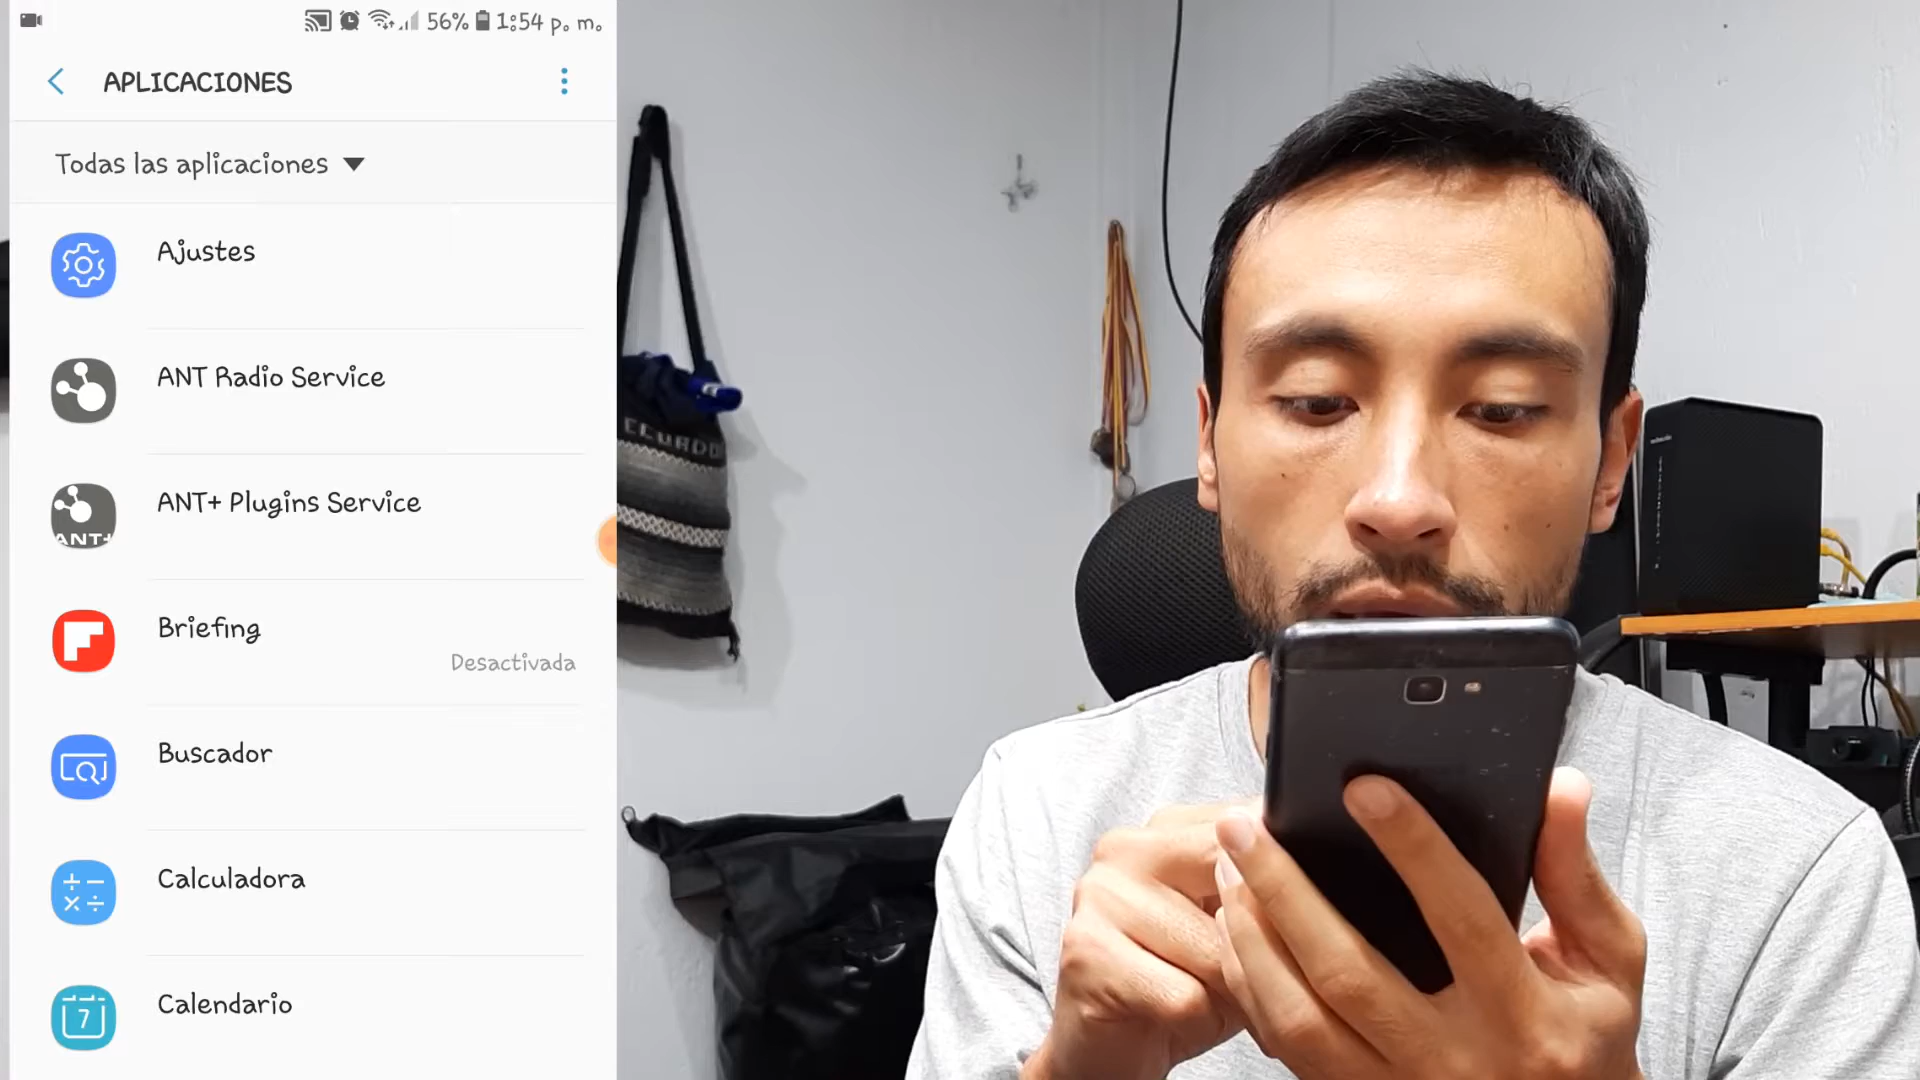 56% 1:54 p. m.
APLICACIONES
Todas las aplicaciones
Ajustes
ANT Radio Service
ANT+ Plugins Service
ANT+
Briefing
Desactivada
Buscador
Calculadora
Calendario
7
ECUADOR